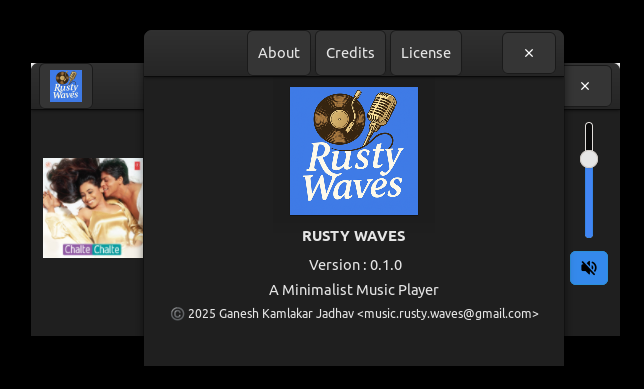 About Credits License
Rusty
Waves
Rusty
Waves
Chalte Chalte
RUSTY WAVES
Version : 0.1.0
A Minimalist Music Player
© 2025 Ganesh Kamlakar Jadhav <music.rusty.waves@gmail.com>